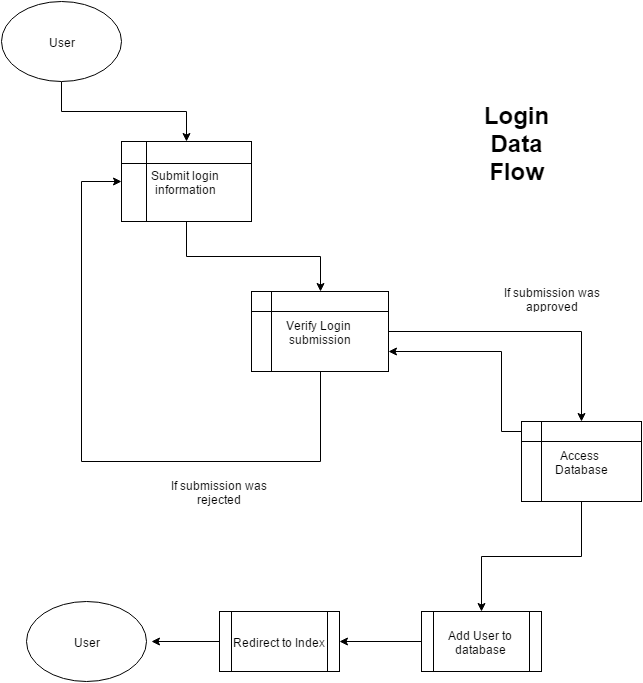 User
Login
Data
Flow
Submit login
information
If submission was
approved
Verify Login
submission
Access
Database
If submission was
rejected
User
Redirect to Index
Add User to
database